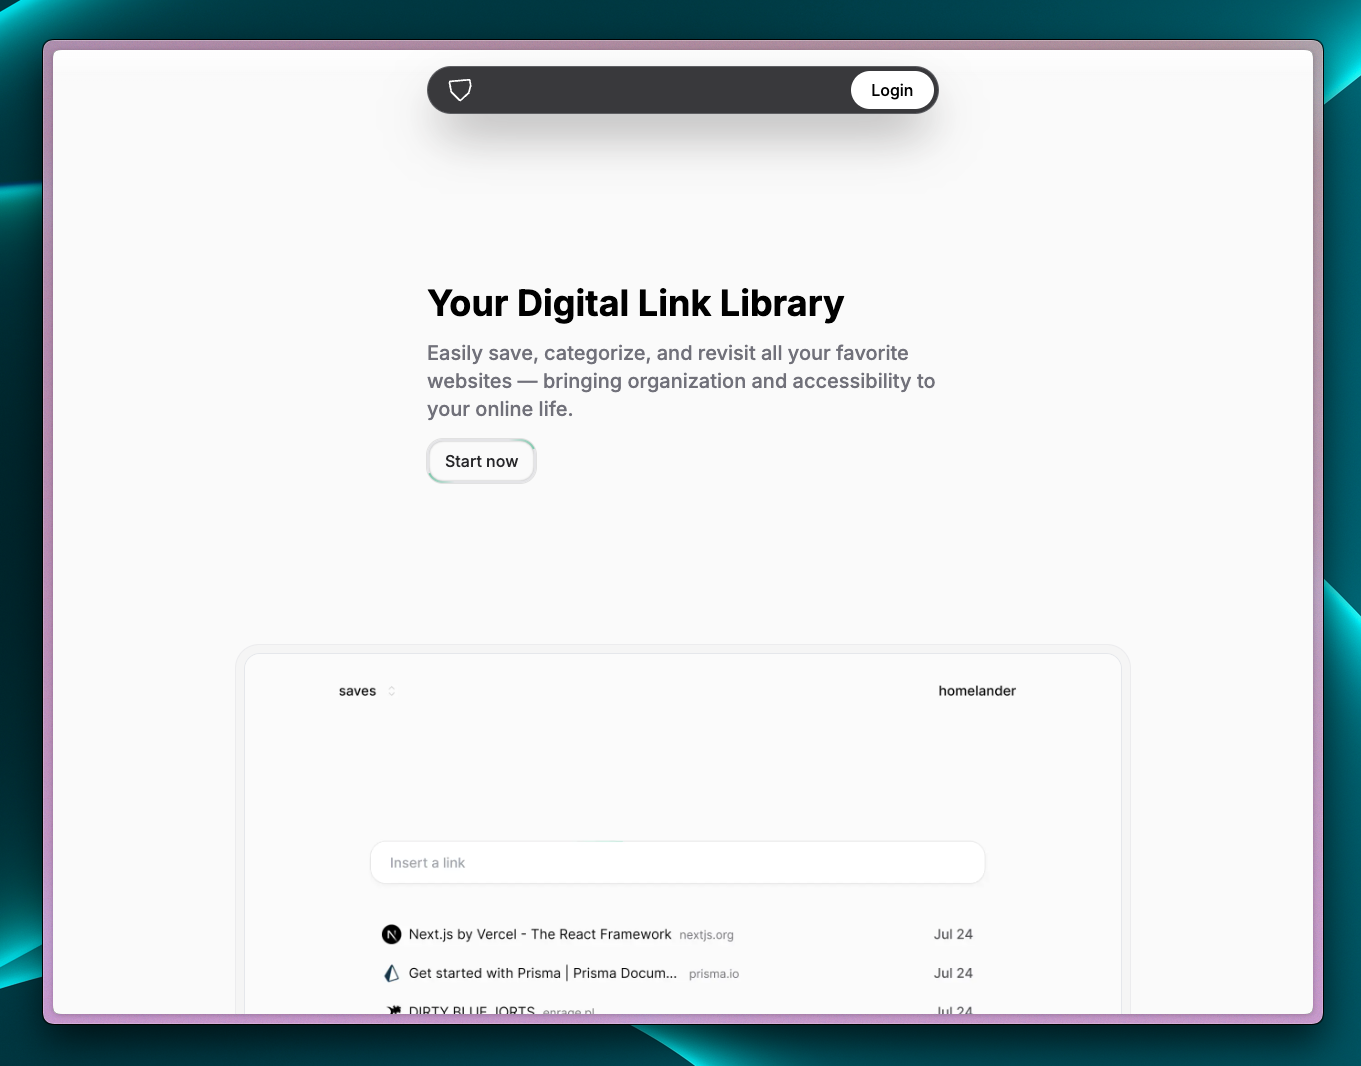 Login
Your Digital Link Library
Easily save, categorize, and revisit all your favorite
websites — bringing organization and accessibility to
your online life.
Start now
saves homelander
Insert a link
Next.js by Vercel - The React Framework nextjs.org Jul 24
Get started with Prisma | Prisma Docum... prisma.io Jul 24
DIRTY BLUE JORTS enrage.pl Jul 24